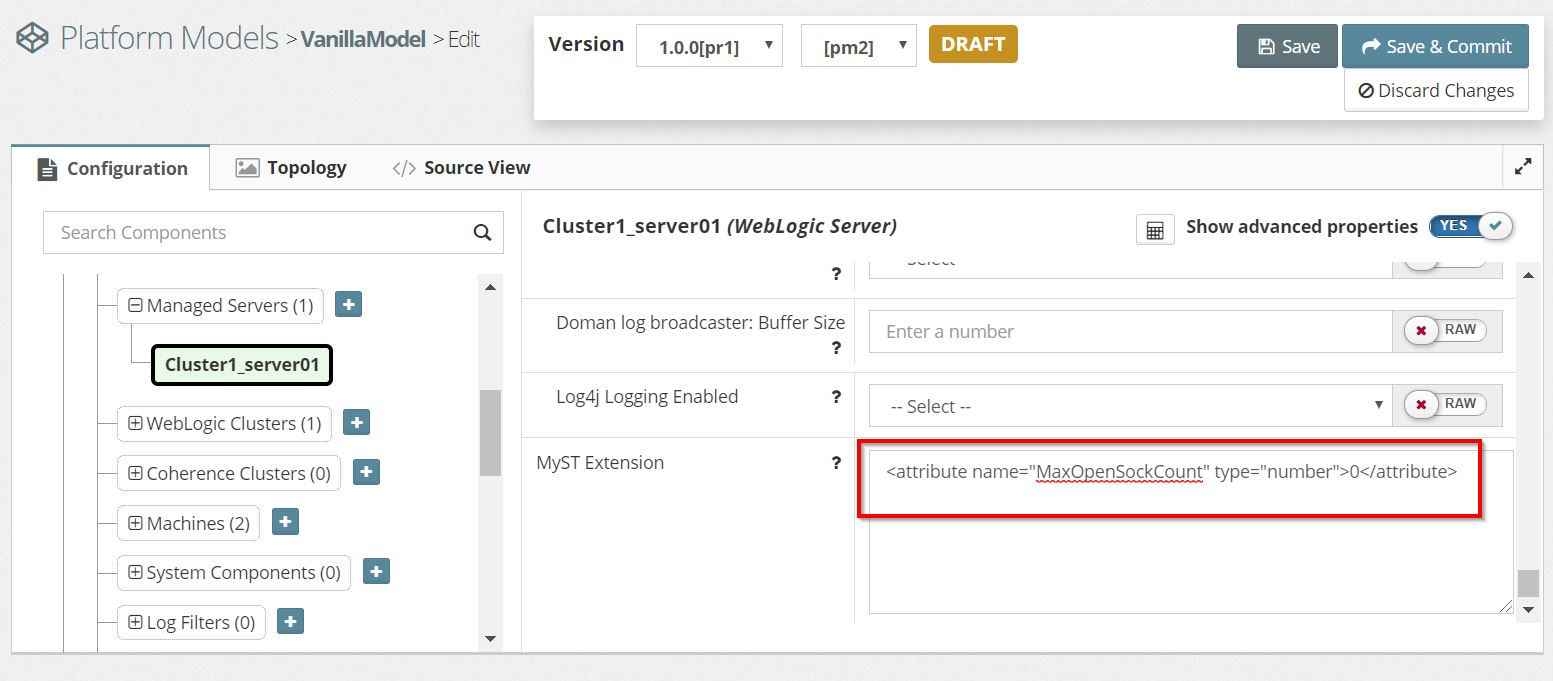 Platform Models > VanillaModel > Edit
Version 1.0.0[pr1] [pm2] DRAFT
Save Save & Commit
Discard Changes
Configuration Topology </> Source View
Search Components
Managed Servers (1)
Cluster1_server01
WebLogic Clusters (1)
Coherence Clusters (0)
Machines (2)
System Components (0)
Log Filters (0)
Cluster1_server01 (WebLogic Server)
Show advanced properties YES
?
Doman log broadcaster: Buffer Size
?
Enter a number
RAW
Log4j Logging Enabled ?
-- Select --
RAW
MyST Extension ?
<attribute name="MaxOpenSockCount" type="number">0</attribute>